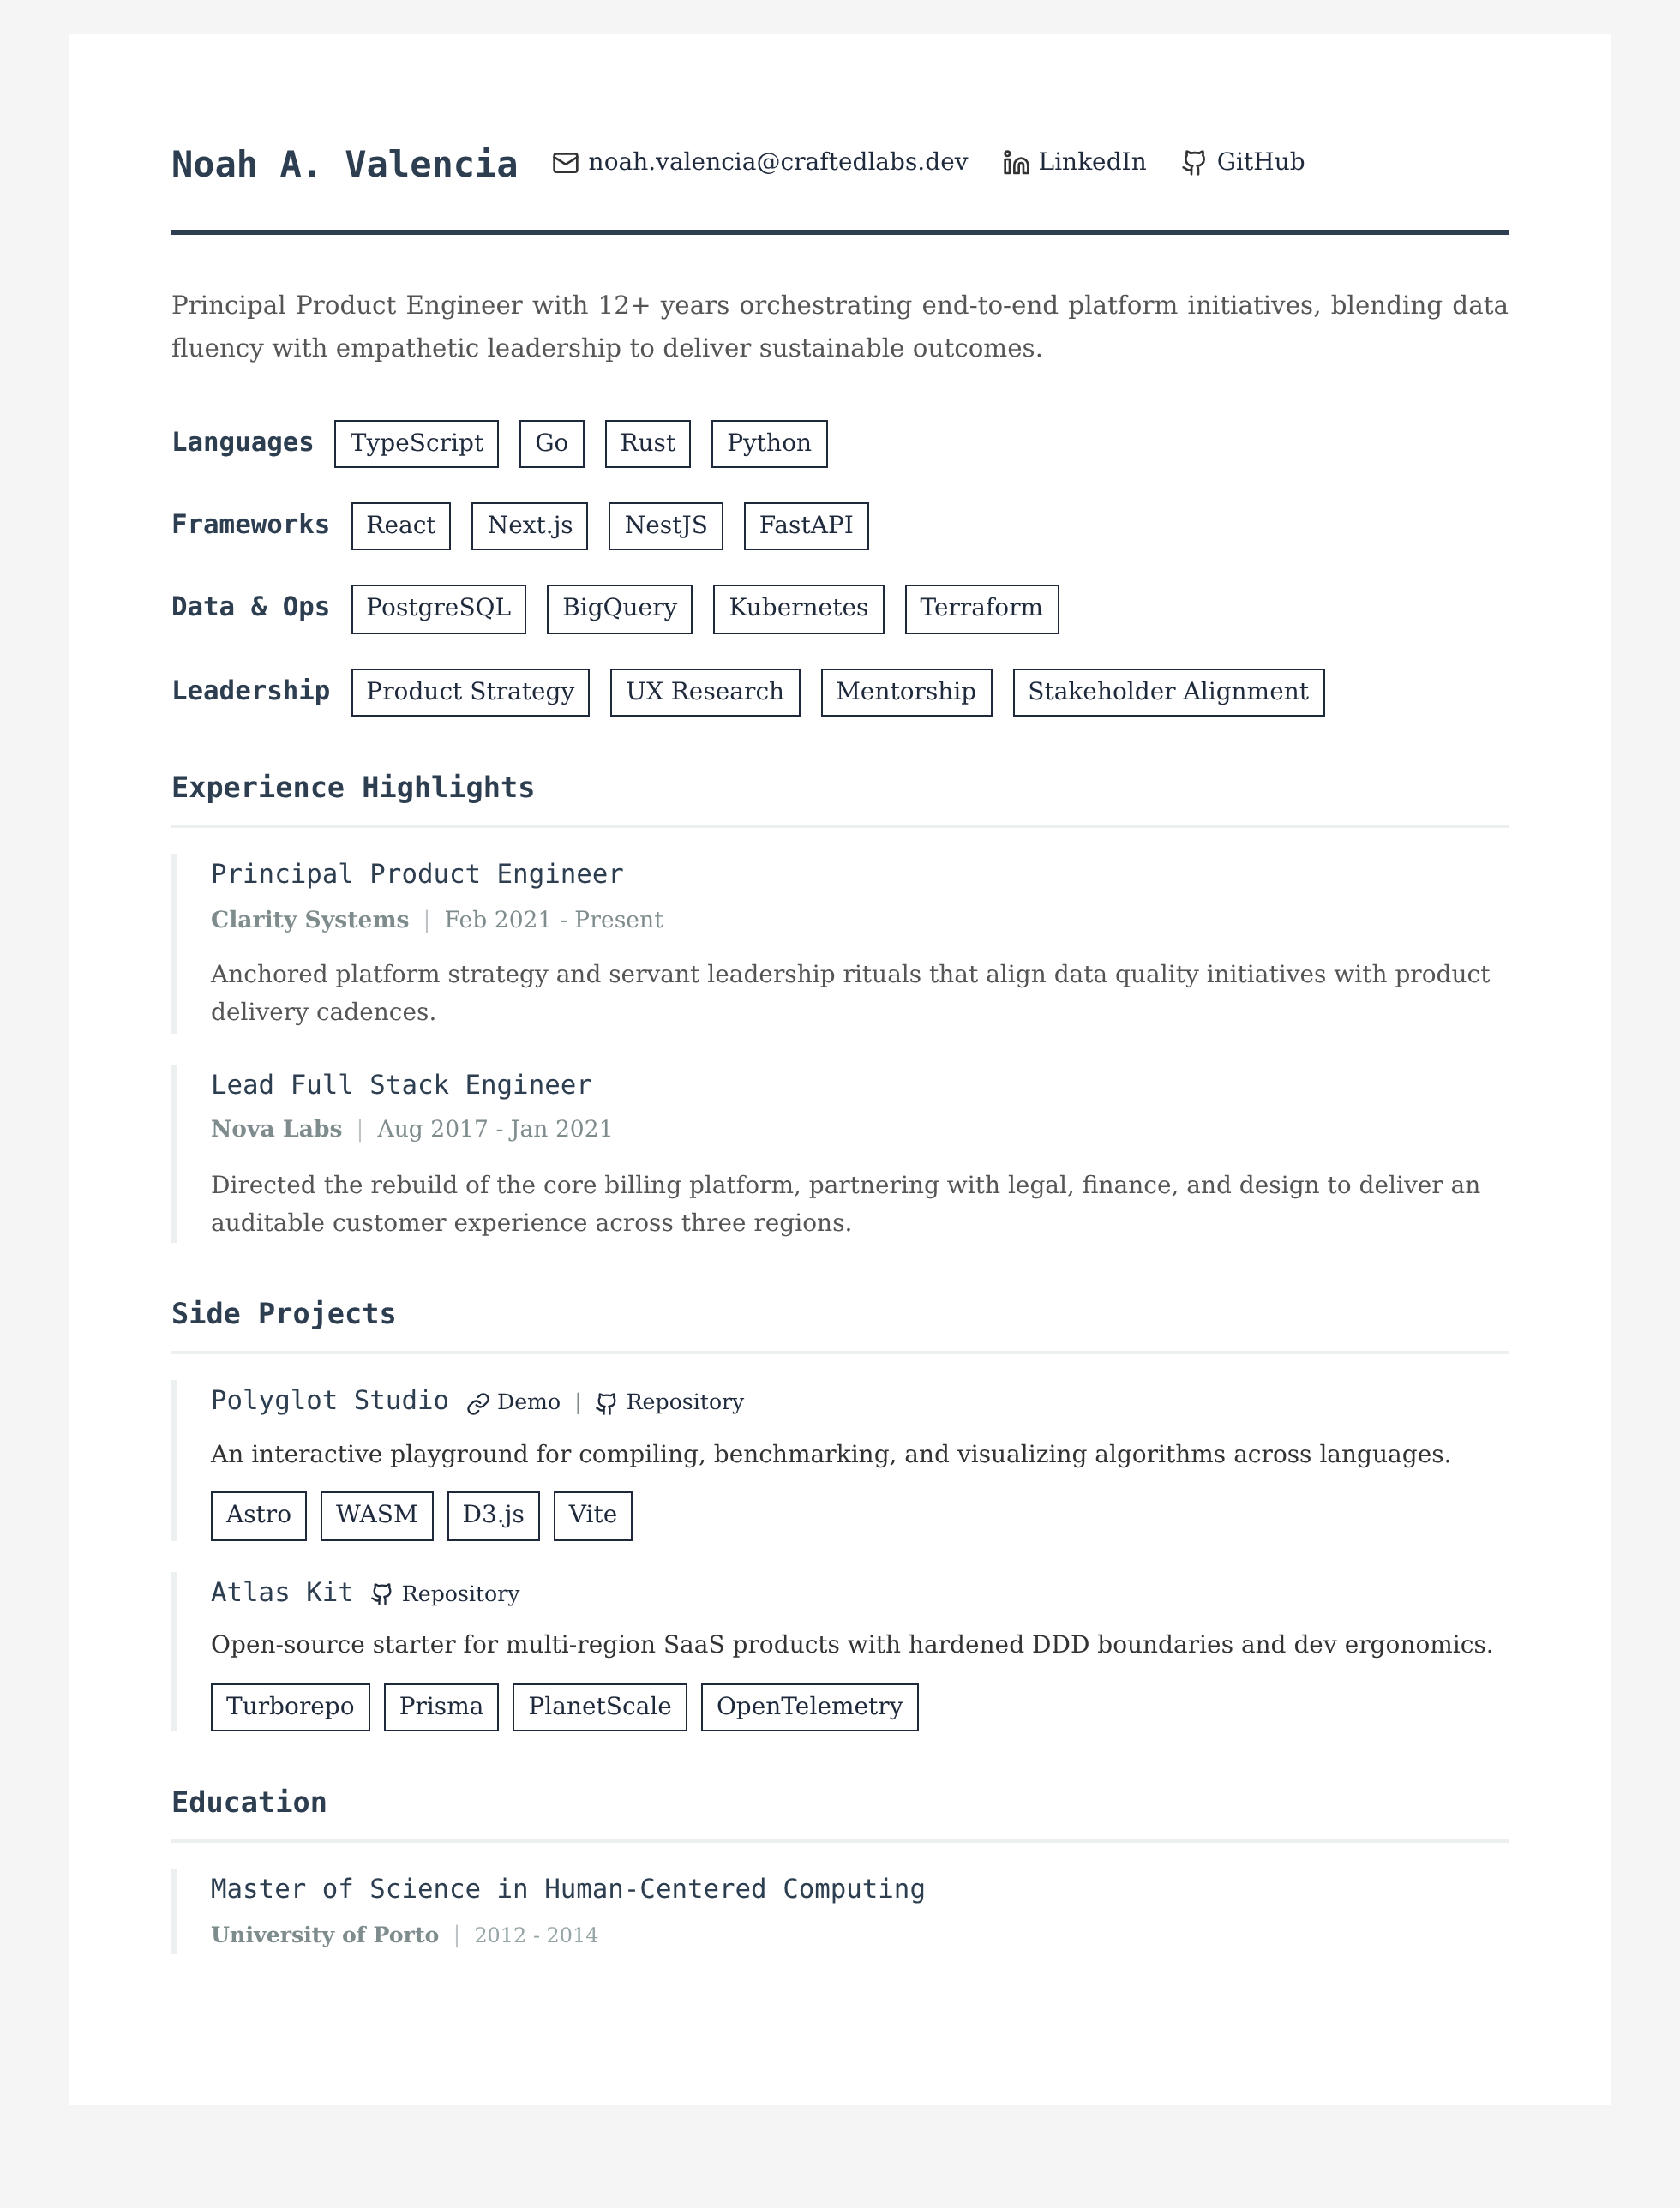 Noah A. Valencia noah.valencia@craftedlabs.dev LinkedIn GitHub
Principal Product Engineer with 12+ years orchestrating end-to-end platform initiatives, blending data
fluency with empathetic leadership to deliver sustainable outcomes.
Languages TypeScript Go Rust Python
Frameworks React Next.js NestJS FastAPI
Data & Ops PostgreSQL BigQuery Kubernetes Terraform
Leadership Product Strategy UX Research Mentorship Stakeholder Alignment
Experience Highlights
Principal Product Engineer
Clarity Systems | Feb 2021 - Present
Anchored platform strategy and servant leadership rituals that align data quality initiatives with product
delivery cadences.
Lead Full Stack Engineer
Nova Labs | Aug 2017 - Jan 2021
Directed the rebuild of the core billing platform, partnering with legal, finance, and design to deliver an
auditable customer experience across three regions.
Side Projects
Polyglot Studio Demo | Repository
An interactive playground for compiling, benchmarking, and visualizing algorithms across languages.
Astro WASM D3.js Vite
Atlas Kit Repository
Open-source starter for multi-region SaaS products with hardened DDD boundaries and dev ergonomics.
Turborepo Prisma PlanetScale OpenTelemetry
Education
Master of Science in Human-Centered Computing
University of Porto | 2012 - 2014